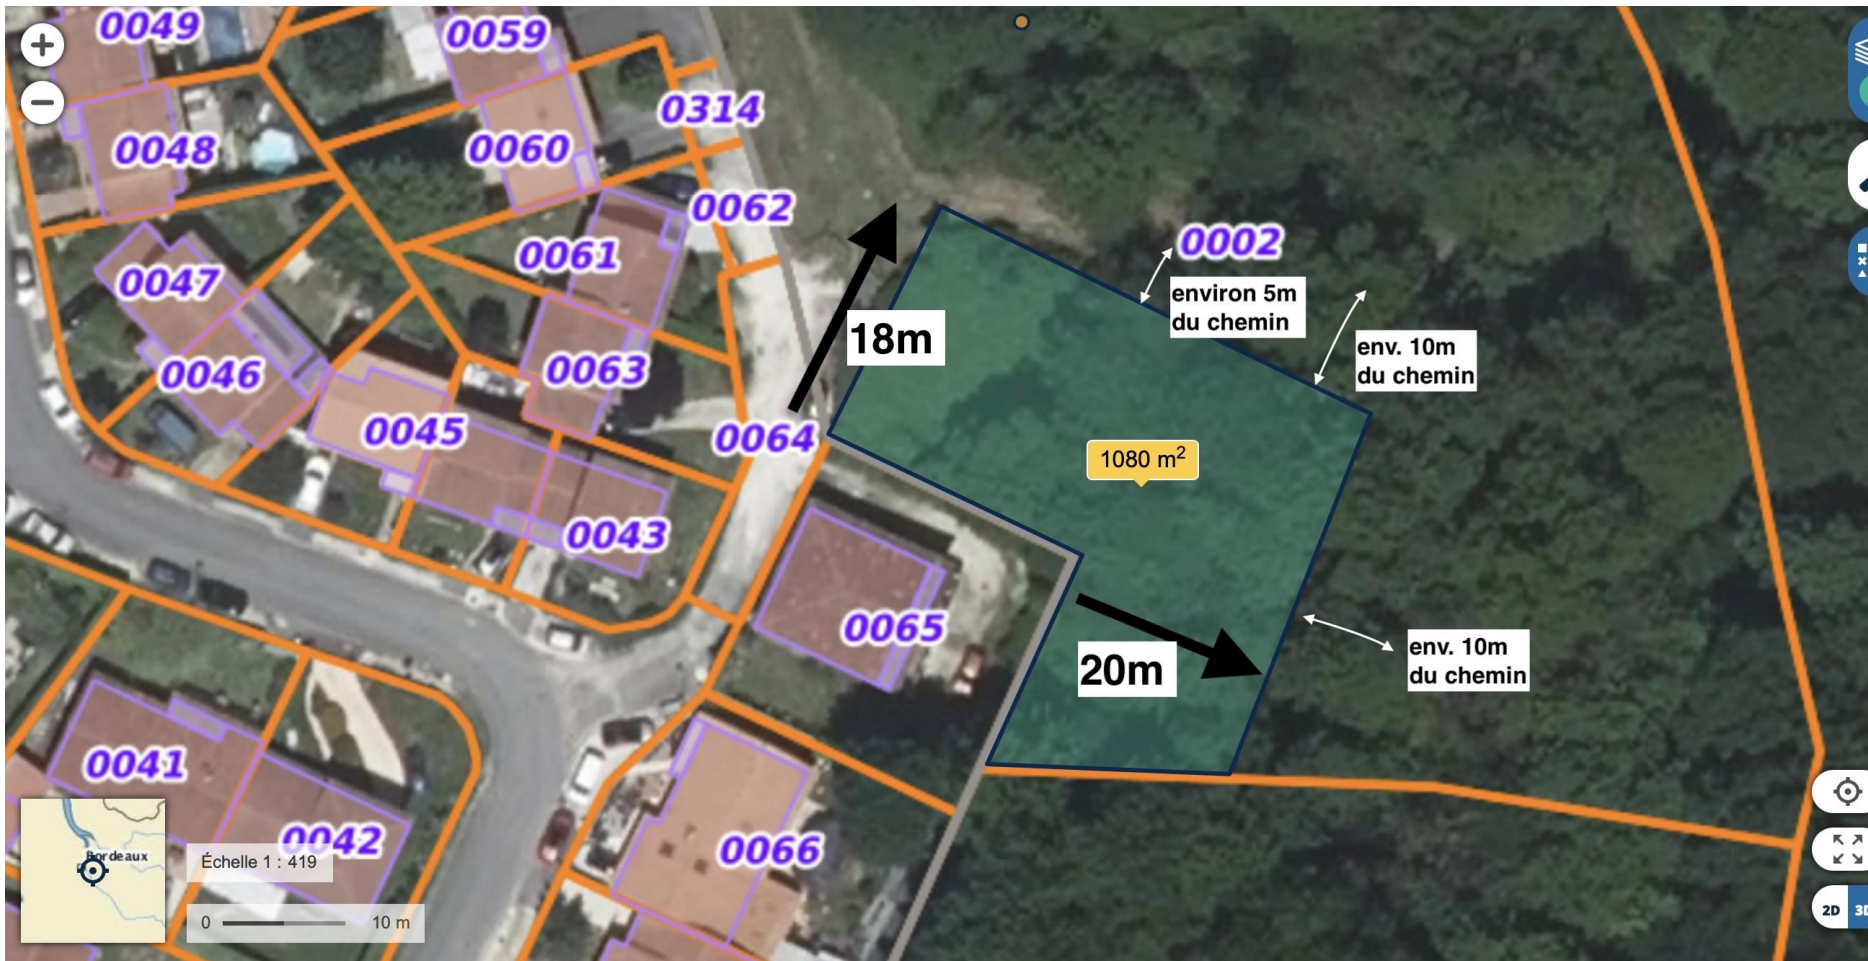 0049
0059
0314
0048
0060
0062
0061
0002
0047
environ 5m
du chemin
18m
env. 10m
du chemin
0046
0063
0045
0064
1080 m²
0043
0065
env. 10m
du chemin
20m
0041
0042
0066
Bordeaux
Échelle 1 : 419
0
10 m
2D
3D